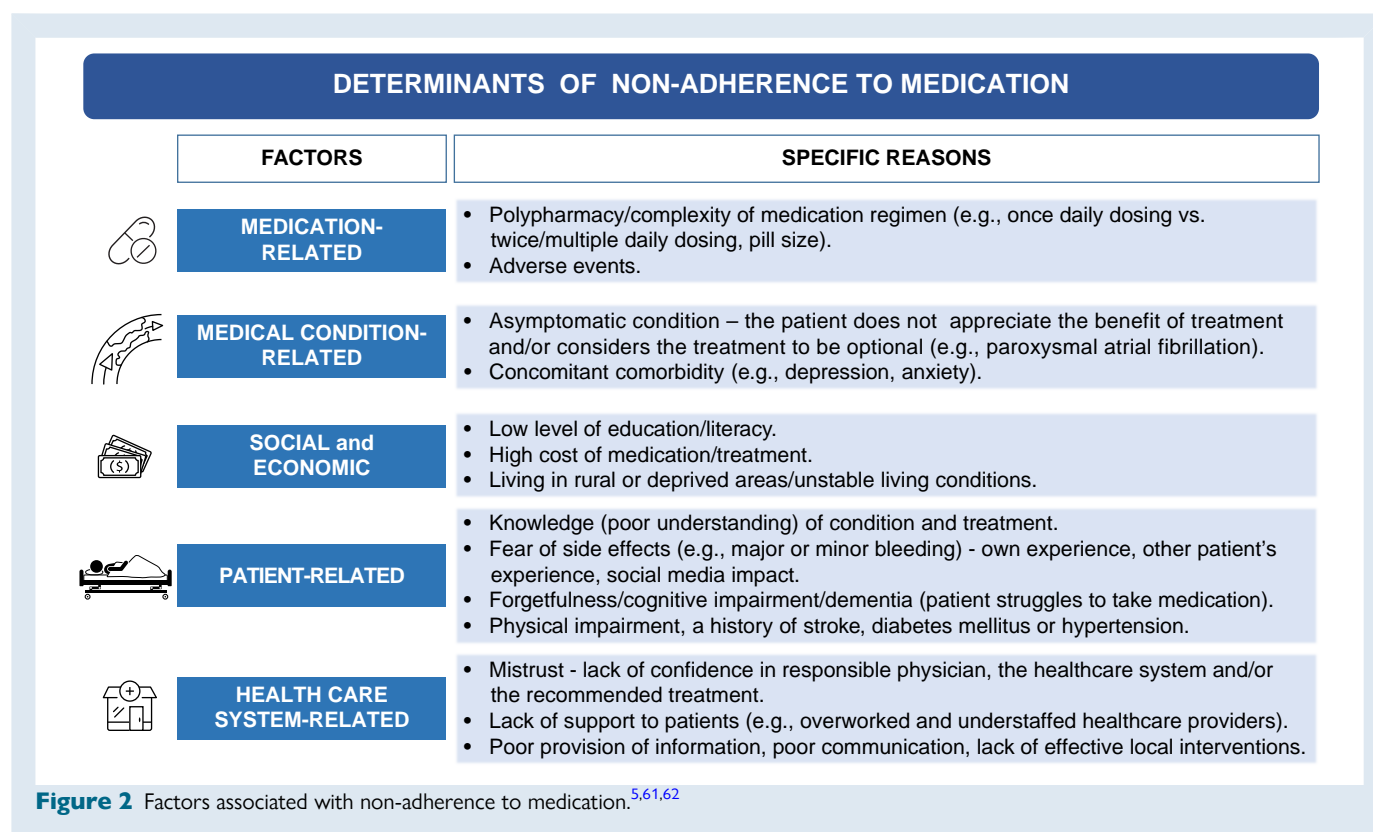 DETERMINANTS OF NON-ADHERENCE TO MEDICATION
FACTORS
SPECIFIC REASONS
MEDICATION-
RELATED
• Polypharmacy/complexity of medication regimen (e.g., once daily dosing vs.
twice/multiple daily dosing, pill size).
• Adverse events.
MEDICAL CONDITION-
RELATED
• Asymptomatic condition – the patient does not appreciate the benefit of treatment
and/or considers the treatment to be optional (e.g., paroxysmal atrial fibrillation).
• Concomitant comorbidity (e.g., depression, anxiety).
($)
SOCIAL and
ECONOMIC
• Low level of education/literacy.
• High cost of medication/treatment.
• Living in rural or deprived areas/unstable living conditions.
PATIENT-RELATED
• Knowledge (poor understanding) of condition and treatment.
• Fear of side effects (e.g., major or minor bleeding) - own experience, other patient's
experience, social media impact.
• Forgetfulness/cognitive impairment/dementia (patient struggles to take medication).
• Physical impairment, a history of stroke, diabetes mellitus or hypertension.
HEALTH CARE
SYSTEM-RELATED
• Mistrust - lack of confidence in responsible physician, the healthcare system and/or
the recommended treatment.
• Lack of support to patients (e.g., overworked and understaffed healthcare providers).
• Poor provision of information, poor communication, lack of effective local interventions.
Figure 2 Factors associated with non-adherence to medication.5,61,62